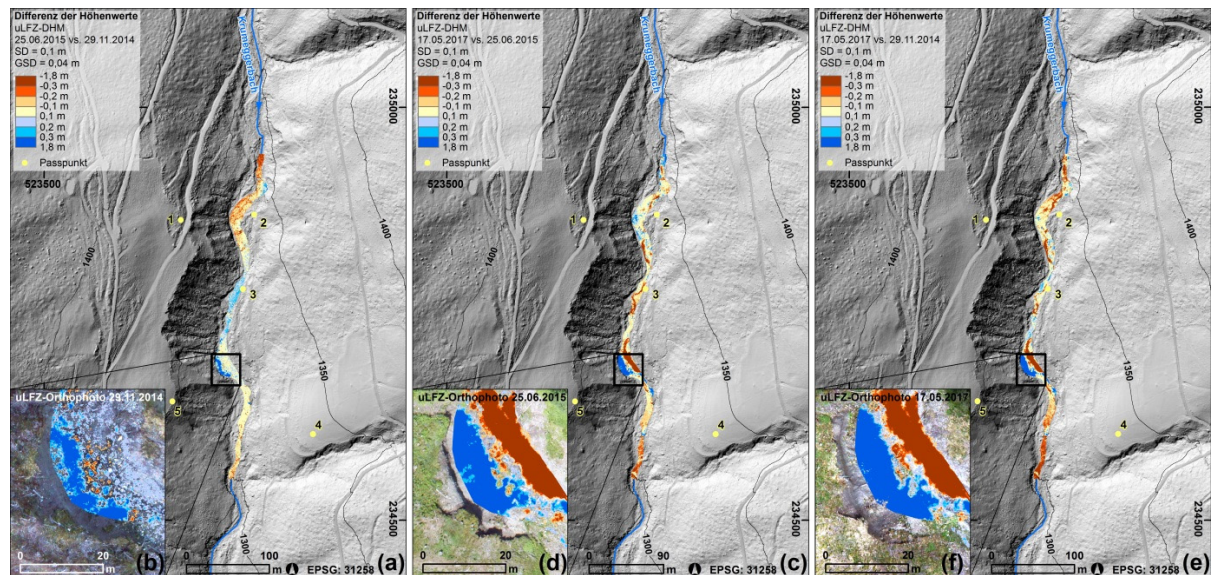 Differenz der Höhenwerte
uLFZ-DHM
25.06.2015 vs. 29.11.2014
SD = 0,1 m
GSD = 0,04 m
-1,8 m
-0,3 m
-0,2 m
-0,1 m
0,1 m
0,2 m
0,3 m
1,8 m
Passpunkt
523500
Krumeggerbach
235000
1
2
3
1400
1400
1350
5
4
uLFZ-Orthophoto 29.11.2014
234500
1300
0 20
m
(b)
0 100
m
EPSG: 31258
(a)
Differenz der Höhenwerte
uLFZ-DHM
17.05.2017 vs. 25.06.2015
SD = 0,1 m
GSD = 0,04 m
-1,8 m
-0,3 m
-0,2 m
-0,1 m
0,1 m
0,2 m
0,3 m
1,8 m
Passpunkt
523500
Krumeggerbach
235000
1
2
3
1400
1400
1350
5
4
uLFZ-Orthophoto 25.06.2015
234500
1300
0 20
m
(d)
0 90
m
EPSG: 31258
(c)
Differenz der Höhenwerte
uLFZ-DHM
17.05.2017 vs. 29.11.2014
SD = 0,1 m
GSD = 0,04 m
-1,8 m
-0,3 m
-0,2 m
-0,1 m
0,1 m
0,2 m
0,3 m
1,8 m
Passpunkt
523500
Krumeggerbach
235000
1
2
3
1400
1400
1350
5
4
uLFZ-Orthophoto 17.05.2017
234500
1300
0 20
m
(f)
0 100
m
EPSG: 31258
(e)